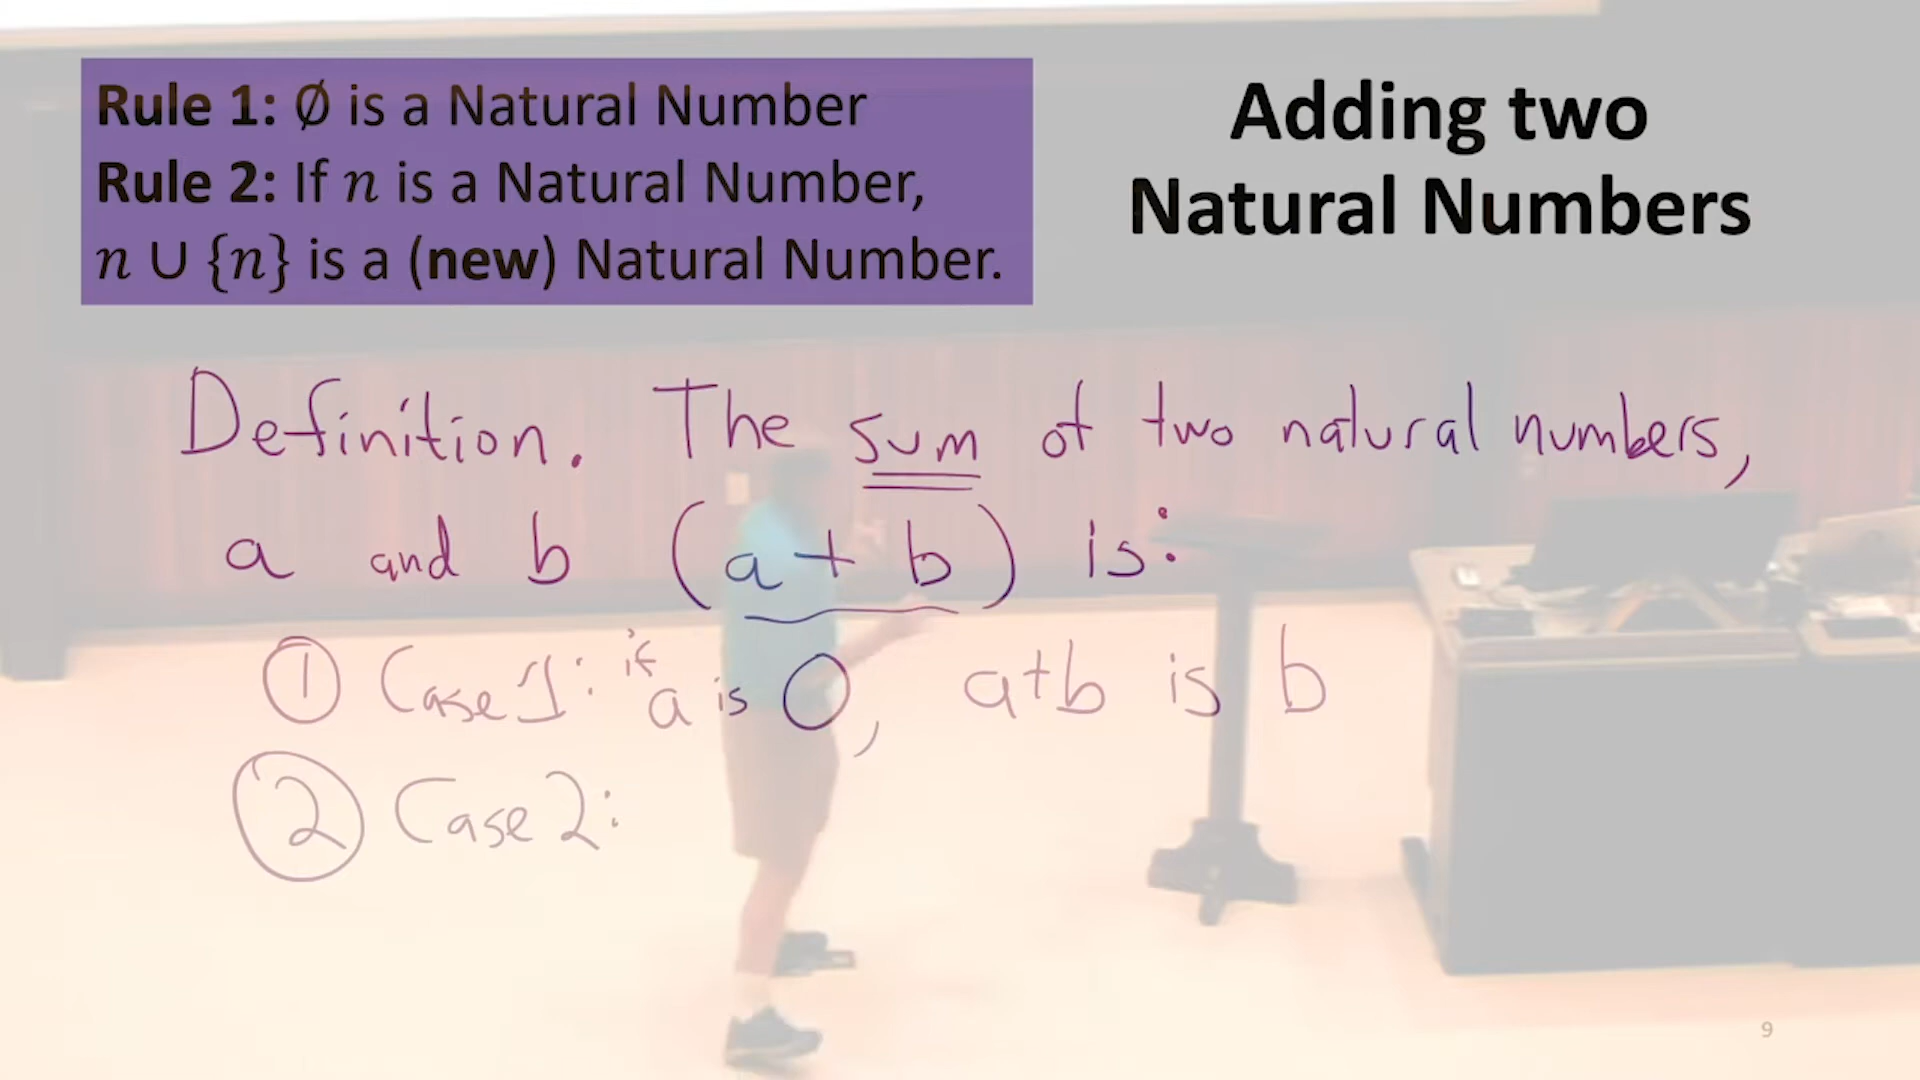 Rule 1: ∅ is a Natural Number
Rule 2: If n is a Natural Number,
n ∪ {n} is a (new) Natural Number.
Adding two
Natural Numbers
Definition. The sum of two natural numbers,
a and b (a + b) is:
① Case 1: if a is 0, a+b is b
② Case 2:
9